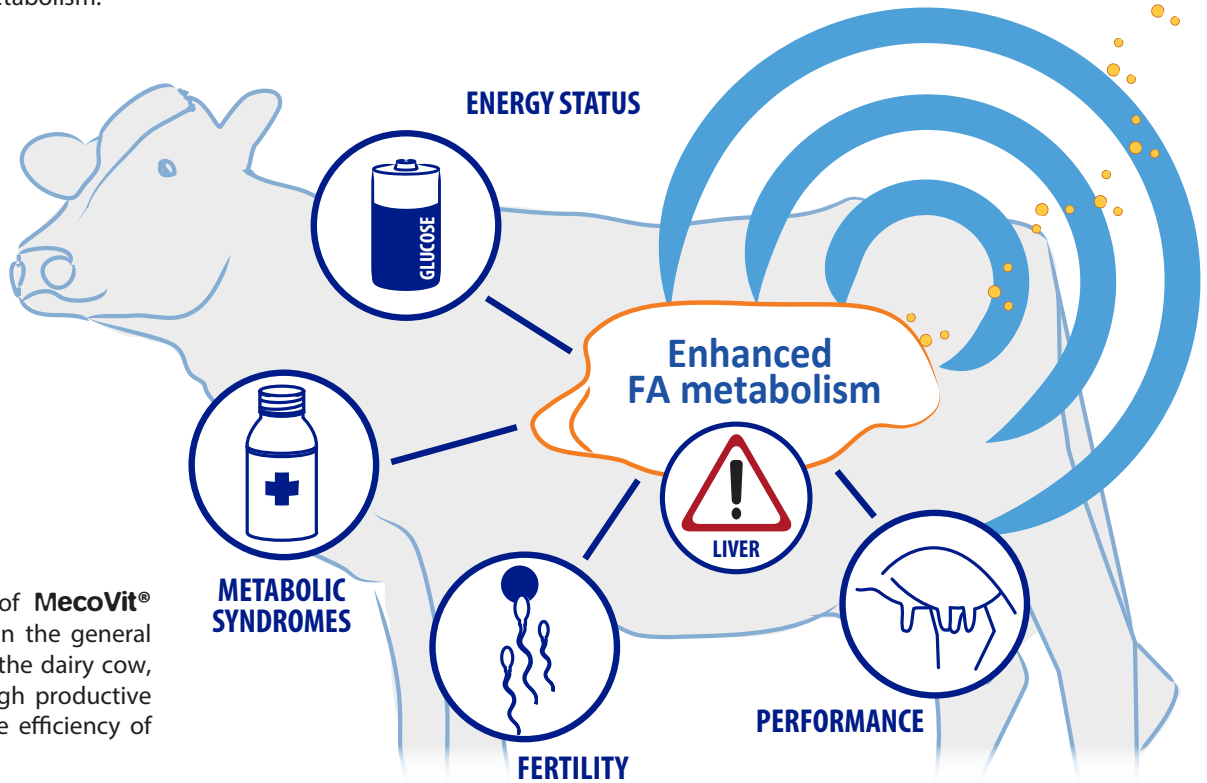 etabolism.
ENERGY STATUS
GLUCOSE
Enhanced
FA metabolism
LIVER
METABOLIC
SYNDROMES
of MecoVit®
n the general
the dairy cow,
gh productive
e efficiency of
PERFORMANCE
FERTILITY